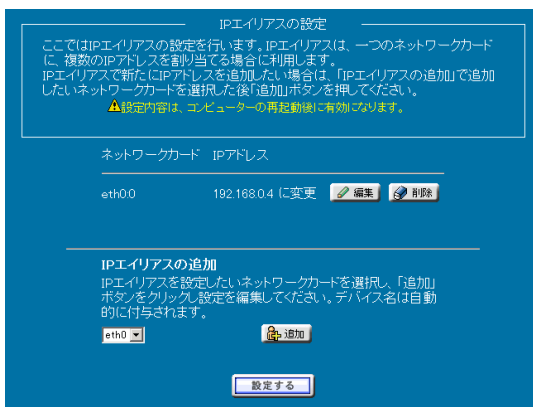 IPエイリアスの設定
ここではIPエイリアスの設定を行います。IPエイリアスは、一つのネットワークカード
に、複数のIPアドレスを割り当てる場合に利用します。
IPエイリアスで新たにIPアドレスを追加したい場合は、「IPエイリアスの追加」で追加
したいネットワークカードを選択した後「追加」ボタンを押してください。
設定内容は、コンピューターの再起動後に有効になります。
ネットワークカード IPアドレス
eth0:0 192.168.0.4 に変更 編集 削除
IPエイリアスの追加
IPエイリアスを設定したいネットワークカードを選択し、「追加」
ボタンをクリックし設定を編集してください。デバイス名は自動
的に付与されます。
eth0 追加
設定する